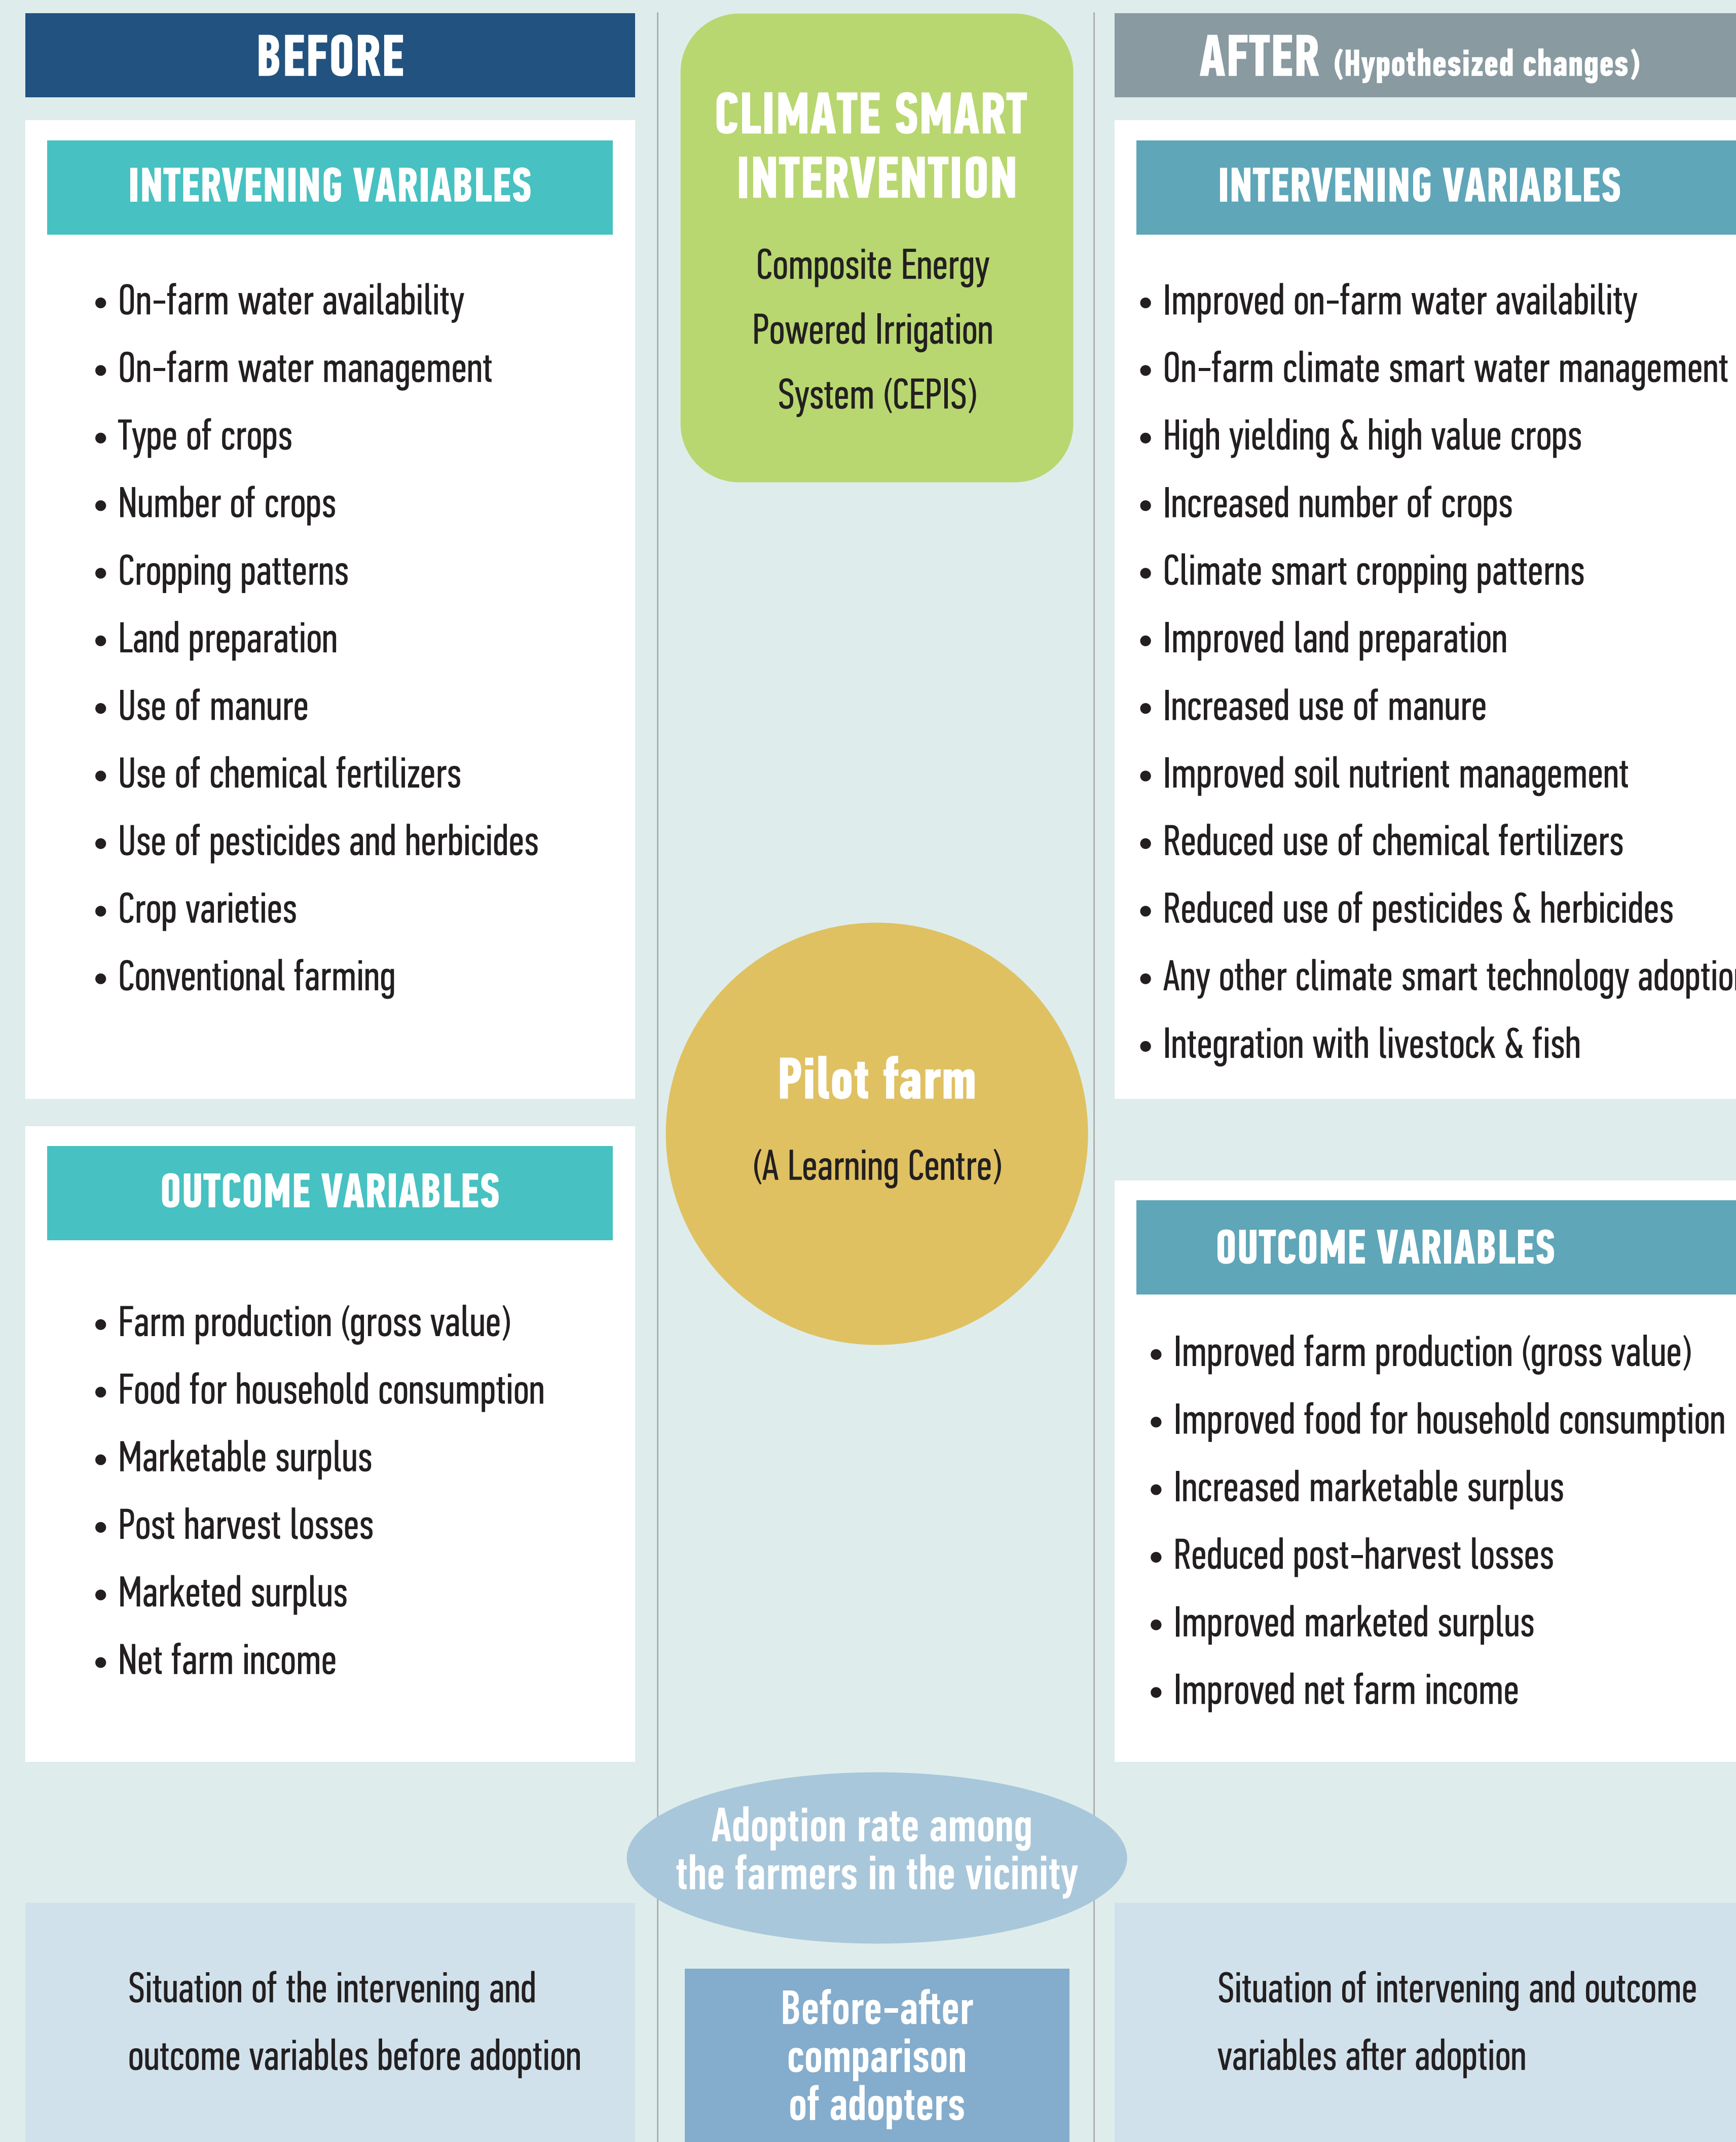 BEFORE
INTERVENING VARIABLES
• On-farm water availability
• On-farm water management
• Type of crops
• Number of crops
• Cropping patterns
• Land preparation
• Use of manure
• Use of chemical fertilizers
• Use of pesticides and herbicides
• Crop varieties
• Conventional farming
OUTCOME VARIABLES
• Farm production (gross value)
• Food for household consumption
• Marketable surplus
• Post harvest losses
• Marketed surplus
• Net farm income
Situation of the intervening and
outcome variables before adoption
CLIMATE SMART
INTERVENTION
Composite Energy
Powered Irrigation
System (CEPIS)
Pilot farm
(A Learning Centre)
Adoption rate among
the farmers in the vicinity
Before-after
comparison
of adopters
AFTER (Hypothesized changes)
INTERVENING VARIABLES
• Improved on-farm water availability
• On-farm climate smart water management
• High yielding & high value crops
• Increased number of crops
• Climate smart cropping patterns
• Improved land preparation
• Increased use of manure
• Improved soil nutrient management
• Reduced use of chemical fertilizers
• Reduced use of pesticides & herbicides
• Any other climate smart technology adoption
• Integration with livestock & fish
OUTCOME VARIABLES
• Improved farm production (gross value)
• Improved food for household consumption
• Increased marketable surplus
• Reduced post-harvest losses
• Improved marketed surplus
• Improved net farm income
Situation of intervening and outcome
variables after adoption